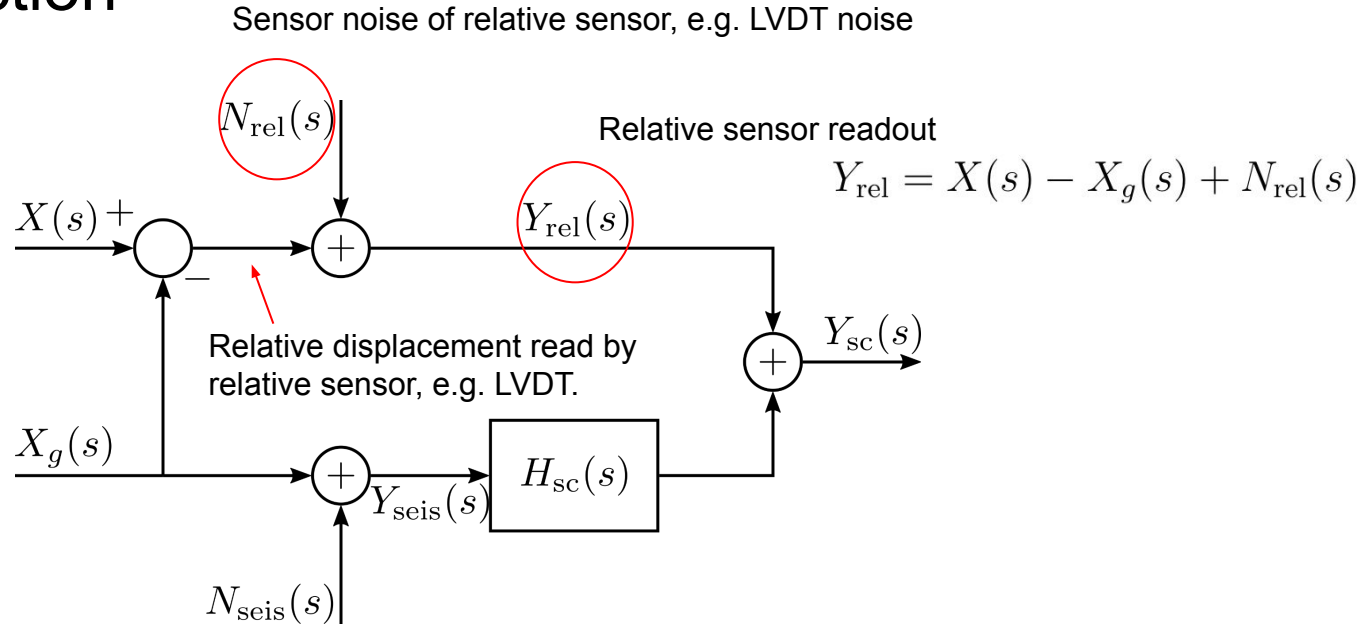 Sensor noise of relative sensor, e.g. LVDT noise
N_rel(s)
Relative sensor readout
Y_rel = X(s) − X_g(s) + N_rel(s)
X(s) +
−
+
Y_rel(s)
Relative displacement read by
relative sensor, e.g. LVDT.
+
Y_sc(s)
X_g(s)
+
Y_seis(s)
H_sc(s)
N_seis(s)